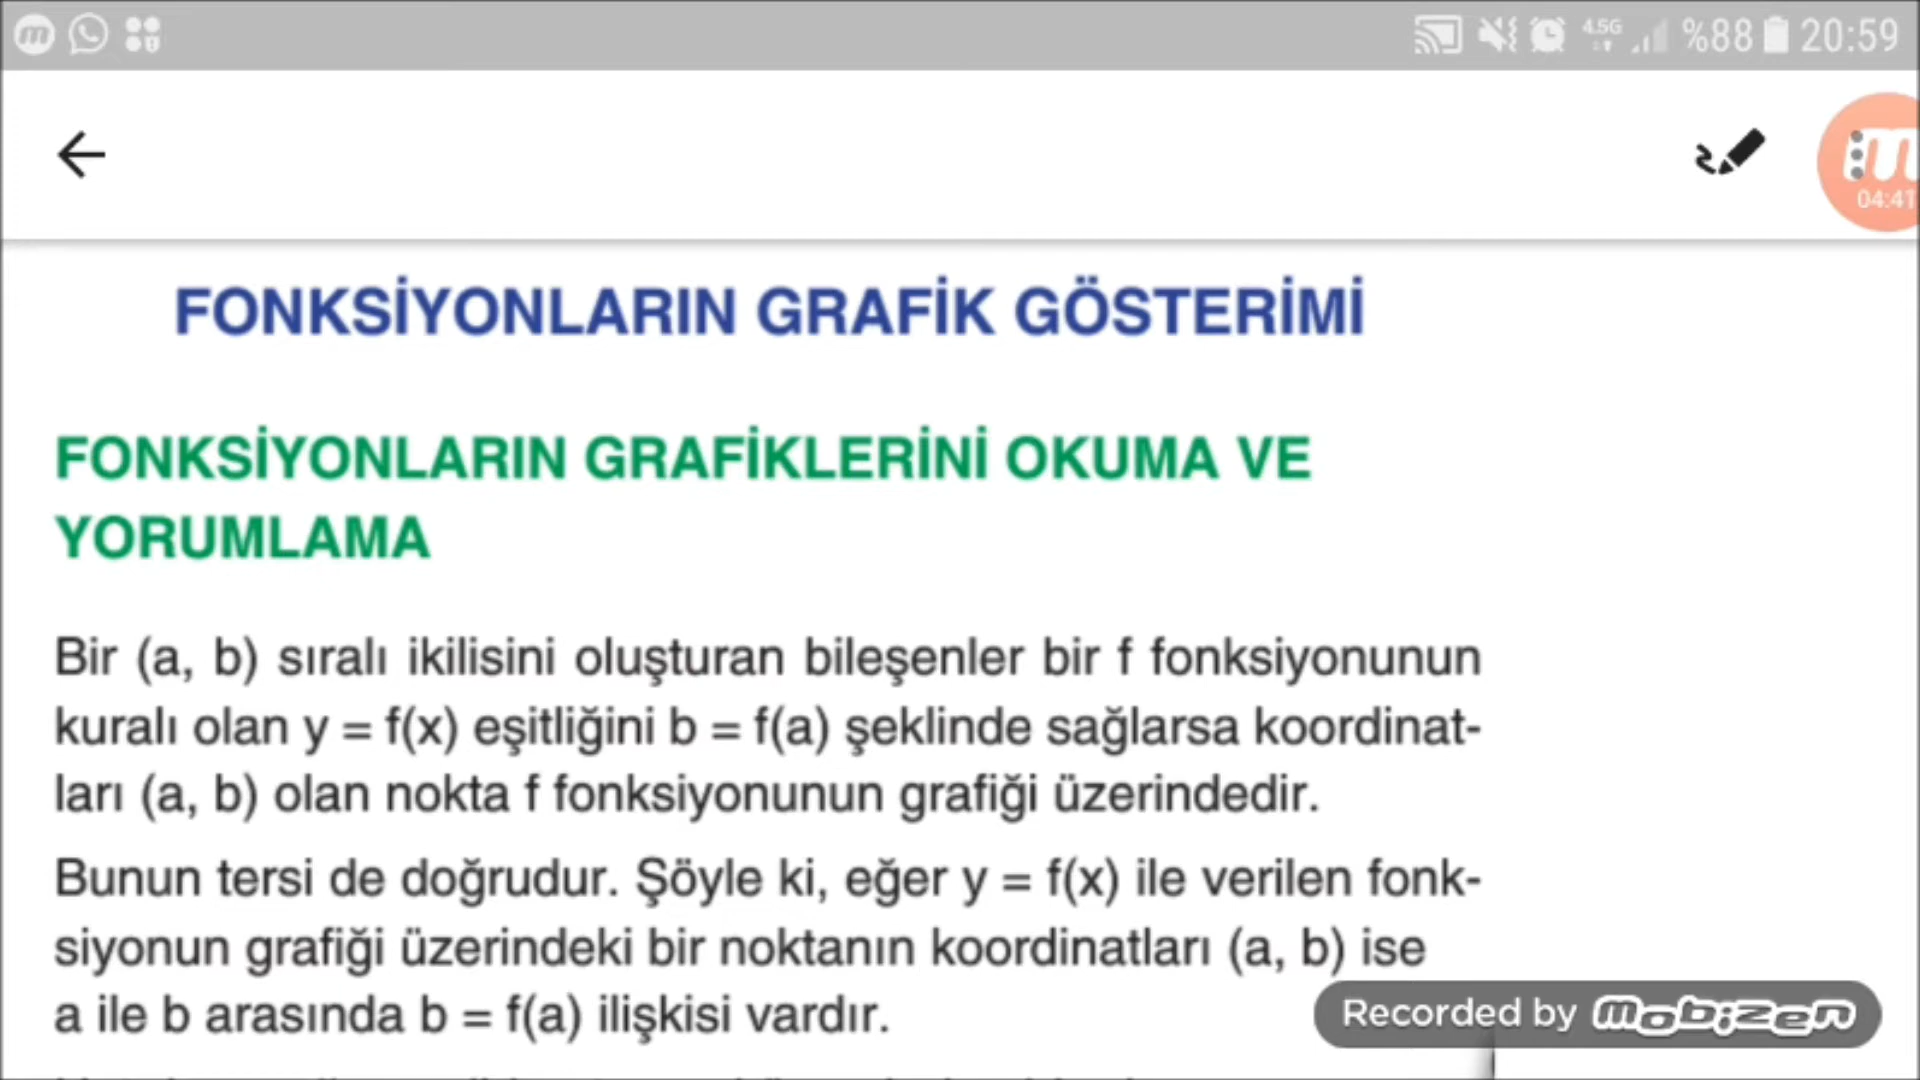 4.5G %88 20:59
04:41
FONKSİYONLARIN GRAFİK GÖSTERİMİ
FONKSİYONLARIN GRAFİKLERİNİ OKUMA VE
YORUMLAMA
Bir (a, b) sıralı ikilisini oluşturan bileşenler bir f fonksiyonunun
kuralı olan y = f(x) eşitliğini b = f(a) şeklinde sağlarsa koordinat-
ları (a, b) olan nokta f fonksiyonunun grafiği üzerindedir.
Bunun tersi de doğrudur. Şöyle ki, eğer y = f(x) ile verilen fonk-
siyonun grafiği üzerindeki bir noktanın koordinatları (a, b) ise
a ile b arasında b = f(a) ilişkisi vardır.
Recorded by mobizen